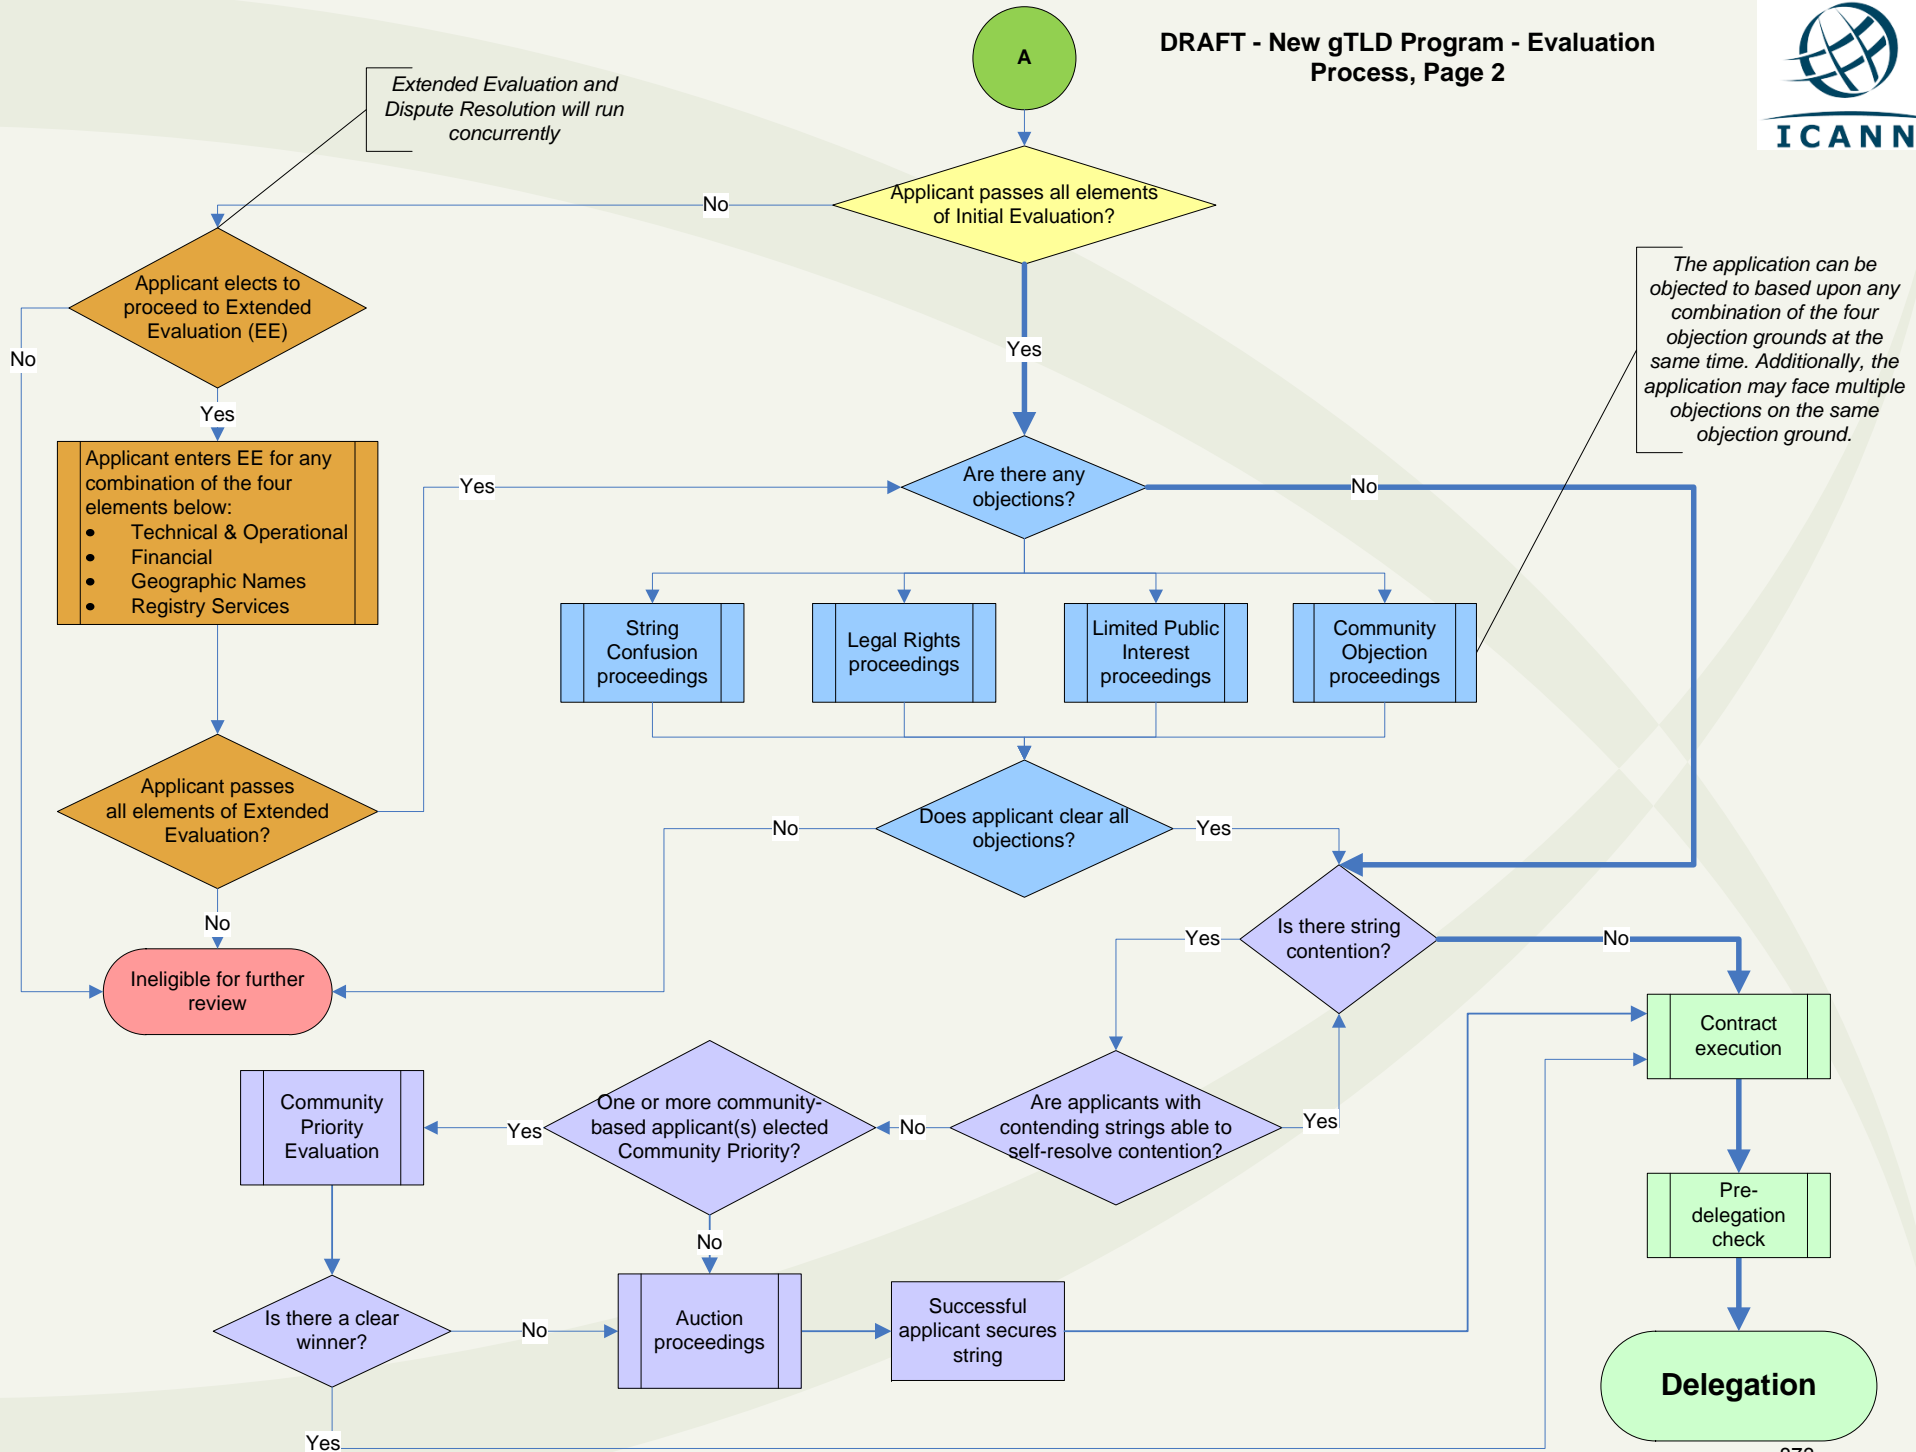 A
DRAFT - New gTLD Program - Evaluation
Process, Page 2
ICANN
Extended Evaluation and
Dispute Resolution will run
concurrently
Applicant passes all elements
of Initial Evaluation?
No
Yes
Applicant elects to
proceed to Extended
Evaluation (EE)
No
Yes
The application can be
objected to based upon any
combination of the four
objection grounds at the
same time. Additionally, the
application may face multiple
objections on the same
objection ground.
Applicant enters EE for any
combination of the four
elements below:
• Technical & Operational
• Financial
• Geographic Names
• Registry Services
Yes
Are there any
objections?
No
String
Confusion
proceedings
Legal Rights
proceedings
Limited Public
Interest
proceedings
Community
Objection
proceedings
Applicant passes
all elements of Extended
Evaluation?
No
Does applicant clear all
objections?
No
Yes
Ineligible for further
review
Is there string
contention?
Yes
No
Contract
execution
Community
Priority
Evaluation
Yes
One or more community-
based applicant(s) elected
Community Priority?
No
Are applicants with
contending strings able to
self-resolve contention?
Yes
No
Pre-
delegation
check
Is there a clear
winner?
No
Auction
proceedings
Successful
applicant secures
string
Delegation
Yes